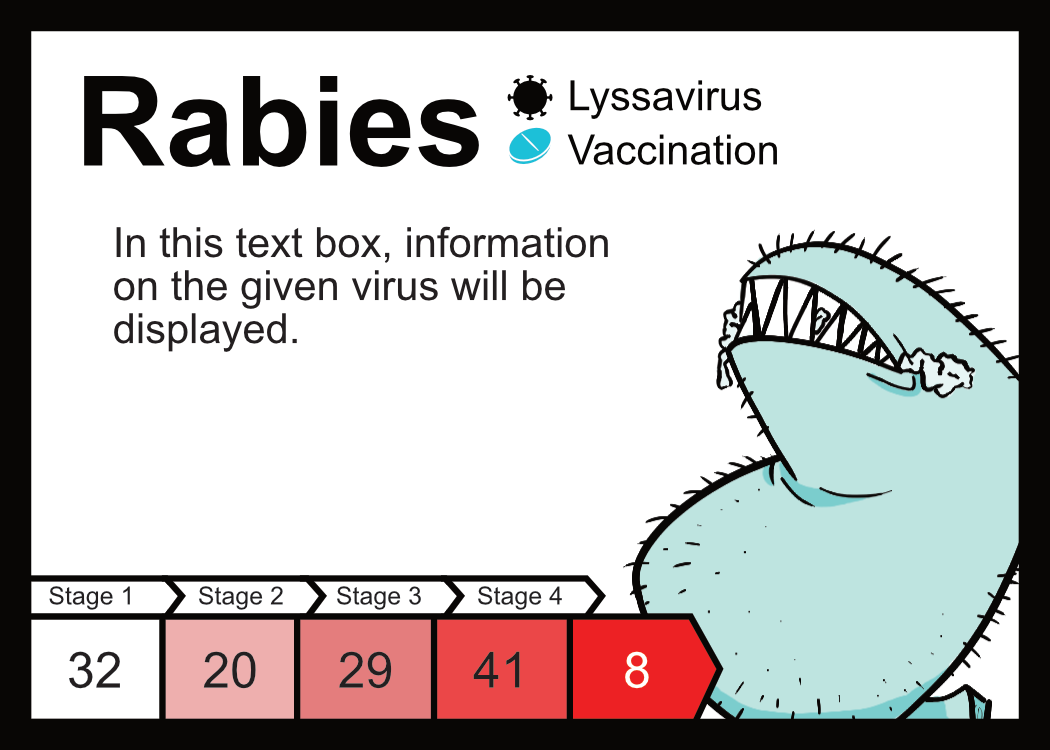 Rabies
Lyssavirus
Vaccination
In this text box, information
on the given virus will be
displayed.
Stage 1 Stage 2 Stage 3 Stage 4
32 20 29 41 8